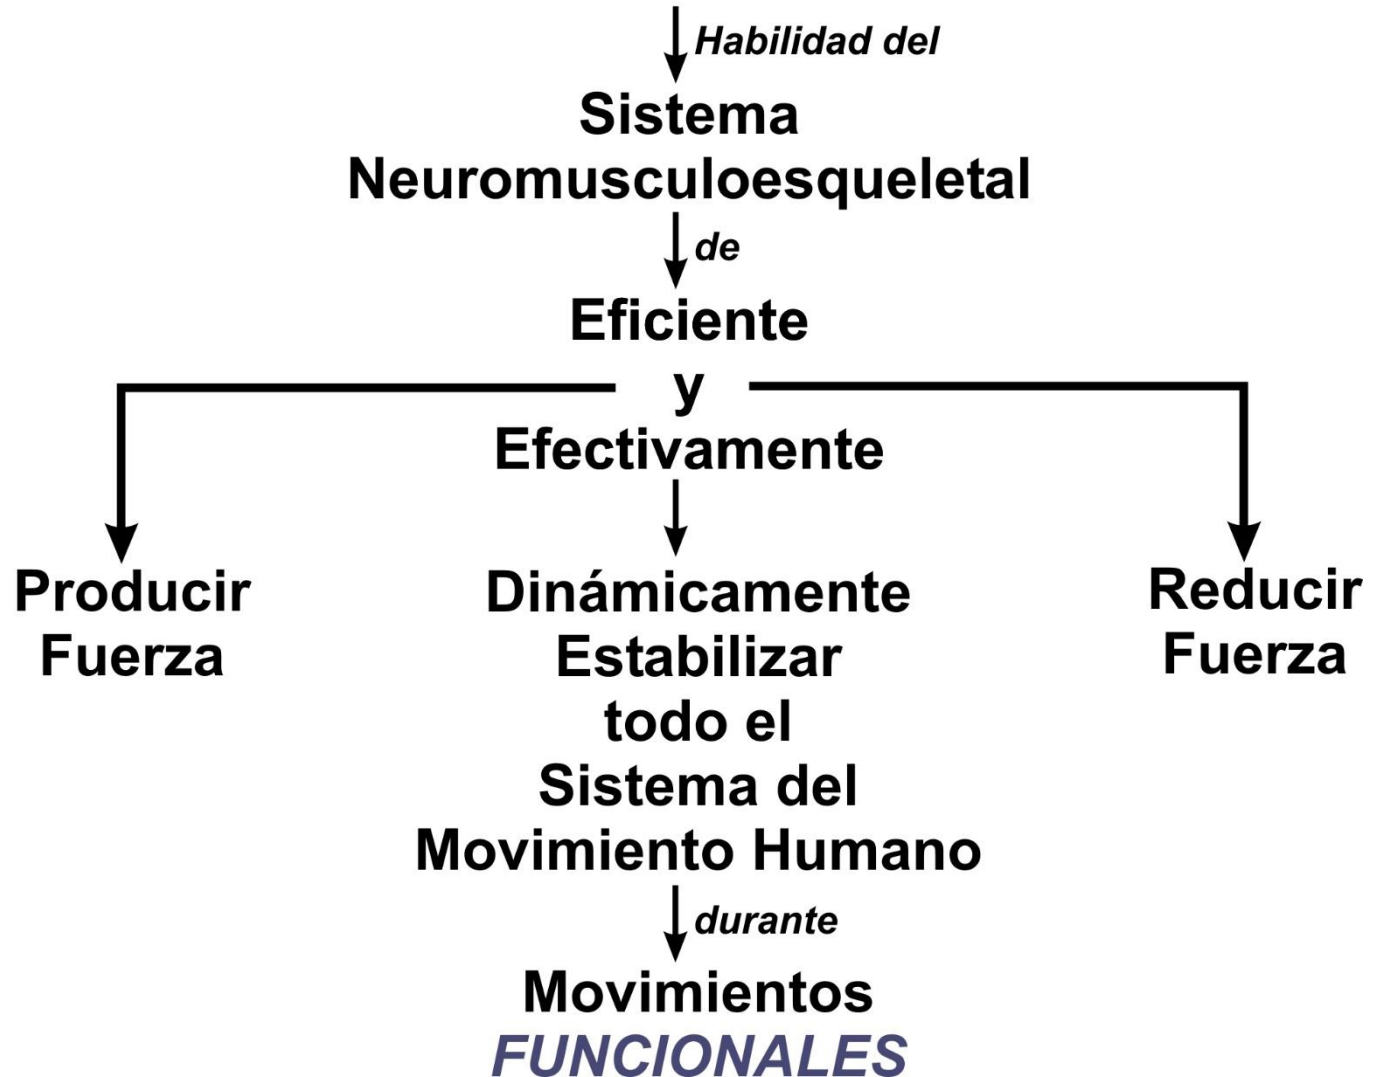 Habilidad del
Sistema
Neuromusculoesqueletal
de
Eficiente
y
Efectivamente
Producir
Fuerza
Dinámicamente
Estabilizar
todo el
Sistema del
Movimiento Humano
Reducir
Fuerza
durante
Movimientos
FUNCIONALES